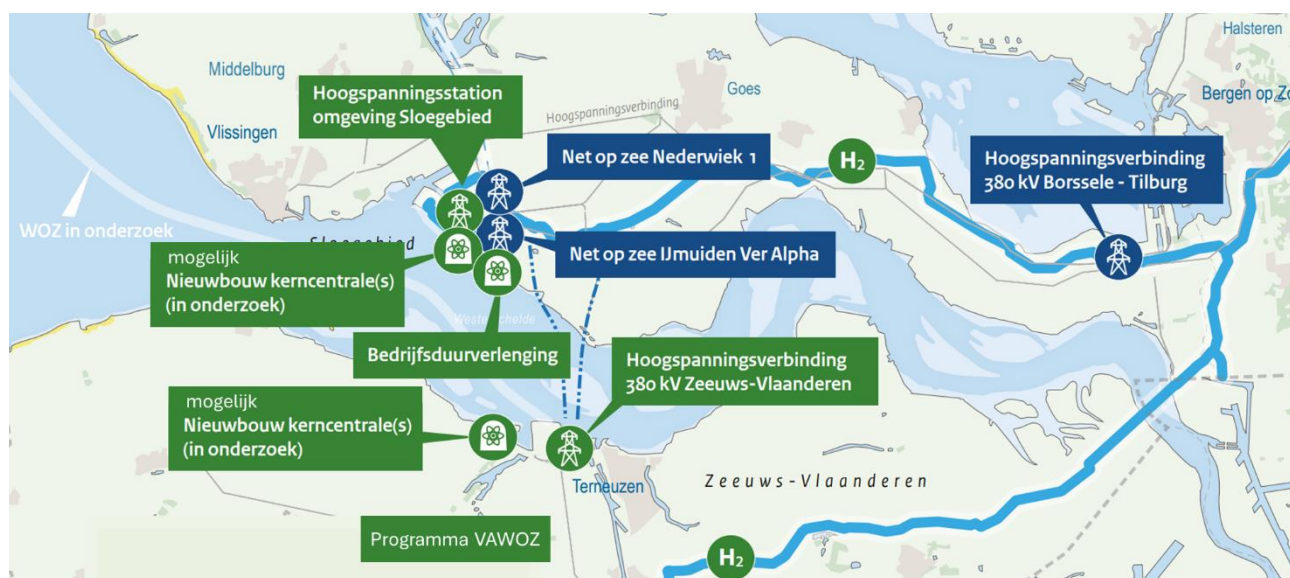 Halsteren
Middelburg
Hoogspanningsstation
omgeving Sloegebied
Hoogspanningsverbinding
Goes
Bergen op Zo
Vlissingen
Net op zee Nederwiek 1
H2
Hoogspanningsverbinding
380 kV Borssele - Tilburg
WOZ in onderzoek
Sloegebied
Net op zee IJmuiden Ver Alpha
mogelijk
Nieuwbouw kerncentrale(s)
(in onderzoek)
Westerschelde
Bedrijfsduurverlenging
Hoogspanningsverbinding
380 kV Zeeuws-Vlaanderen
mogelijk
Nieuwbouw kerncentrale(s)
(in onderzoek)
Terneuzen
Zeeuws-Vlaanderen
Programma VAWOZ
H2